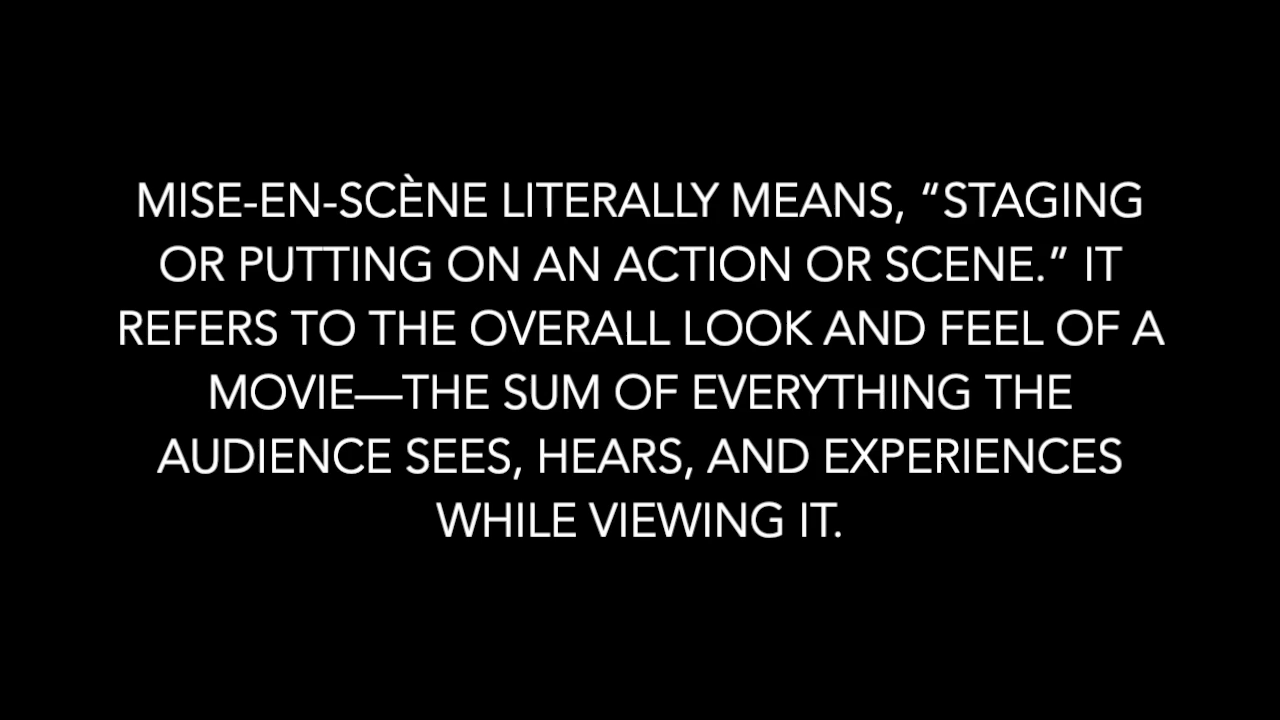 MISE-EN-SCÈNE LITERALLY MEANS, “STAGING
OR PUTTING ON AN ACTION OR SCENE.” IT
REFERS TO THE OVERALL LOOK AND FEEL OF A
MOVIE—THE SUM OF EVERYTHING THE
AUDIENCE SEES, HEARS, AND EXPERIENCES
WHILE VIEWING IT.